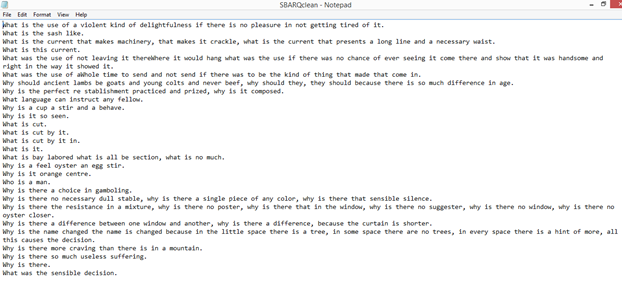 SBARQclean - Notepad
File Edit Format View Help
What is the use of a violent kind of delightfulness if there is no pleasure in not getting tired of it.
What is the sash like.
What is the current that makes machinery, that makes it crackle, what is the current that presents a long line and a necessary waist.
What is this current.
What was the use of not leaving it thereWhere it would hang what was the use if there was no chance of ever seeing it come there and show that it was handsome and
right in the way it showed it.
What was the use of aWhole time to send and not send if there was to be the kind of thing that made that come in.
Why should ancient lambs be goats and young colts and never beef, why should they, they should because there is so much difference in age.
Why is the perfect re stablishment practiced and prized, why is it composed.
What language can instruct any fellow.
Why is a cup a stir and a behave.
Why is it so seen.
What is cut.
What is cut by it.
What is cut by it in.
What is it.
What is bay labored what is all be section, what is no much.
Why is a feel oyster an egg stir.
Why is it orange centre.
Who is a man.
Why is there a choice in gamboling.
Why is there no necessary dull stable, why is there a single piece of any color, why is there that sensible silence.
Why is there the resistance in a mixture, why is there no poster, why is there that in the window, why is there no suggester, why is there no window, why is there no
oyster closer.
Why is there a difference between one window and another, why is there a difference, because the curtain is shorter.
Why is the name changed the name is changed because in the little space there is a tree, in some space there are no trees, in every space there is a hint of more, all
this causes the decision.
Why is there more craving than there is in a mountain.
Why is there so much useless suffering.
Why is there.
What was the sensible decision.